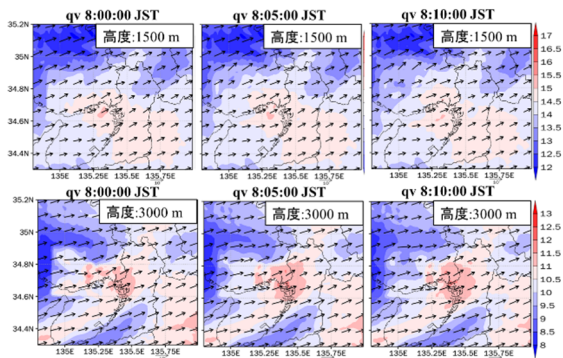 qv 8:00:00 JST
qv 8:05:00 JST
qv 8:10:00 JST
高度:1500 m
高度:1500 m
高度:1500 m
35.2N
35N
34.8N
34.6N
34.4N
135E 135.25E 135.5E 135.75E
135E 135.25E 135.5E 135.75E
135E 135.25E 135.5E 135.75E
17
16.5
16
15.5
15
14.5
14
13.5
13
12.5
12
qv 8:00:00 JST
qv 8:05:00 JST
qv 8:10:00 JST
高度:3000 m
高度:3000 m
高度:3000 m
35.2N
35N
34.8N
34.6N
34.4N
135E 135.25E 135.5E 135.75E
135E 135.25E 135.5E 135.75E
135E 135.25E 135.5E 135.75E
13
12.5
12
11.5
11
10.5
10
9.5
9
8.5
8